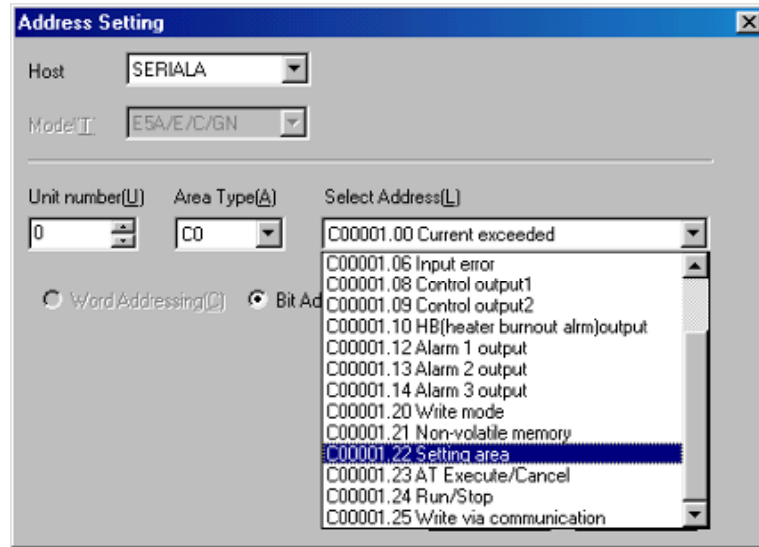 Address Setting
Host SERIALA
Model[T] E5A/E/C/GN
Unit number(U) Area Type(A) Select Address(L)
0 C0 C00001.00 Current exceeded
C00001.06 Input error
C00001.08 Control output1
Word Addressing(C) Bit Ad C00001.09 Control output2
C00001.10 HB(heater burnout alrm)output
C00001.12 Alarm 1 output
C00001.13 Alarm 2 output
C00001.14 Alarm 3 output
C00001.20 Write mode
C00001.21 Non-volatile memory
C00001.22 Setting area
C00001.23 AT Execute/Cancel
C00001.24 Run/Stop
C00001.25 Write via communication